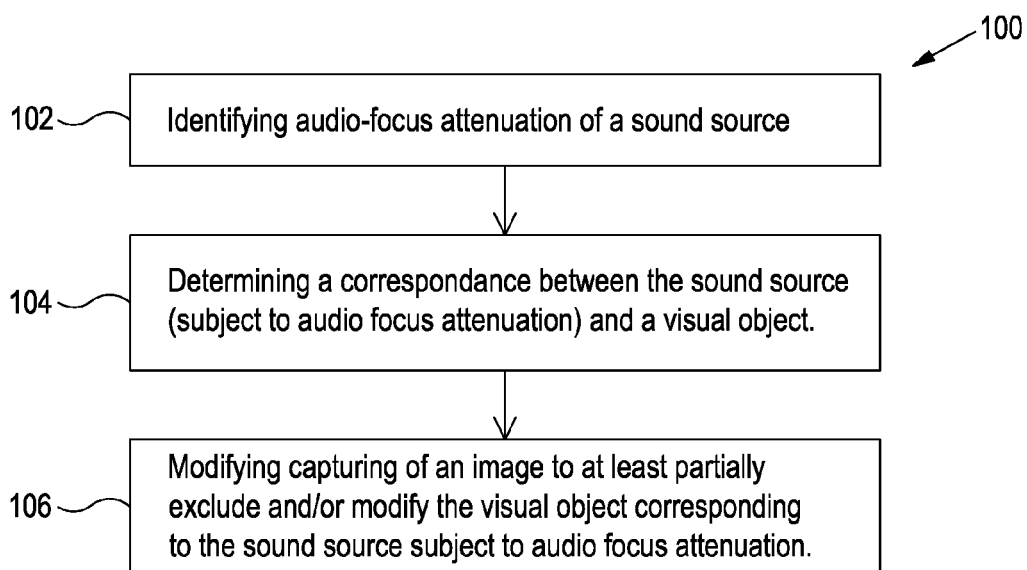 100
102
Identifying audio-focus attenuation of a sound source
104
Determining a correspondance between the sound source
(subject to audio focus attenuation) and a visual object.
106
Modifying capturing of an image to at least partially
exclude and/or modify the visual object corresponding
to the sound source subject to audio focus attenuation.